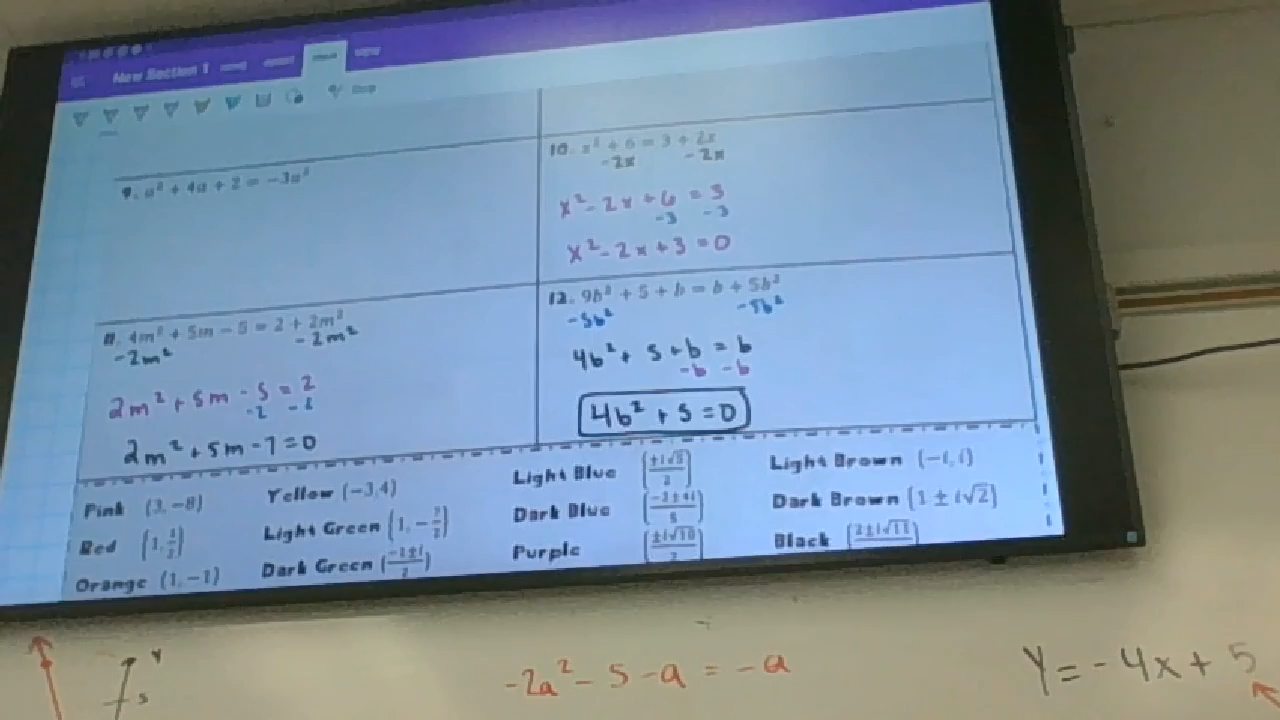 New Section 1
9. a² + 4a + 2 = -3a²
10. x² + 6 = 3 + 2x
-2x -2x
x² - 2x + 6 = 3
-3 -3
x² - 2x + 3 = 0
11. 4m² + 5m - 5 = 2 + 2m²
-2m² -2m²
2m² + 5m - 5 = 2
-2 -2
2m² + 5m - 7 = 0
12. 9b² + 5 + b = b + 5b²
-5b² -5b²
4b² + 5 + b = b
-b -b
4b² + 5 = 0
Pink (3, -8)
Red
Orange (1, -1)
Yellow (-3, 4)
Light Green {1, -7/2}
Dark Green
Light Blue
Dark Blue
Purple
Light Brown (-i, i)
Dark Brown (1 ± i√2)
Black
Y
5
-2a² - 5 - a = -a
Y = -4x + 5